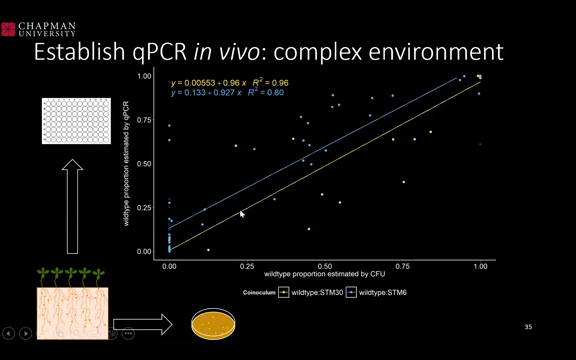 CHAPMAN
UNIVERSITY
Establish qPCR in vivo: complex environment
y = 0.00553 + 0.96 x R² = 0.96
y = 0.133 + 0.927 x R² = 0.80
1.00
0.75
0.50
0.25
0.00
wildtype proportion estimated by qPCR
0.00 0.25 0.50 0.75 1.00
wildtype proportion estimated by CFU
Coinoculum wildtype:STM30 wildtype:STM6
35